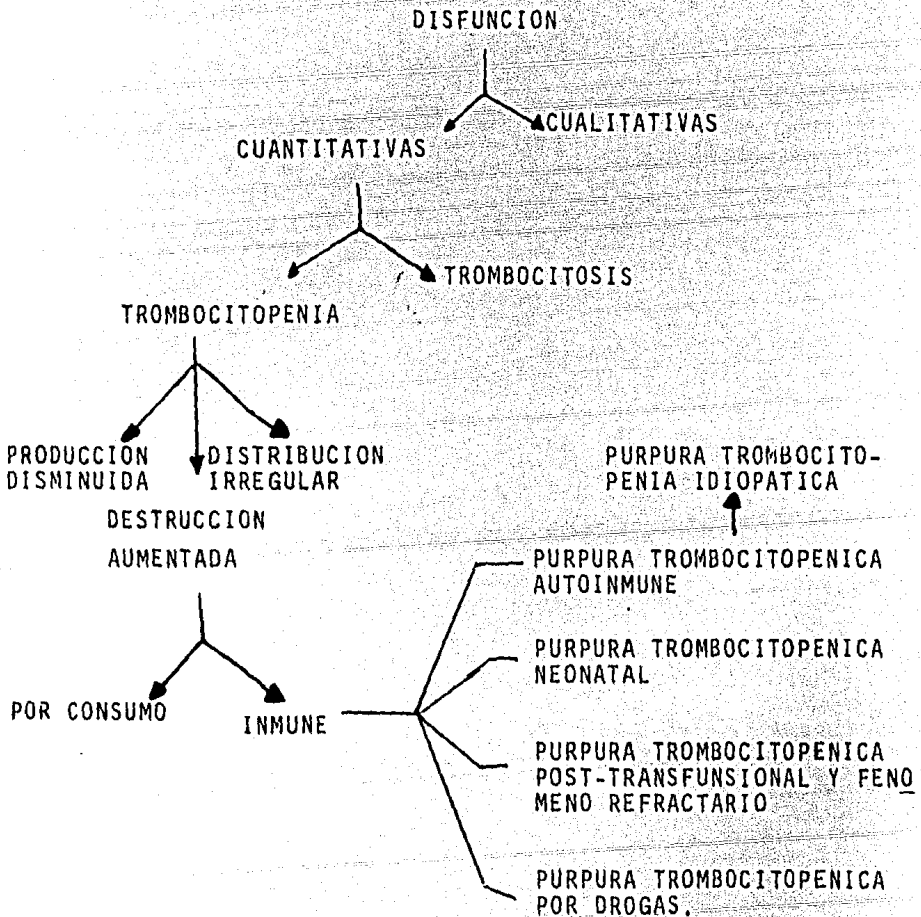 DISFUNCION
CUALITATIVAS
CUANTITATIVAS
TROMBOCITOSIS
TROMBOCITOPENIA
PRODUCCION
DISMINUIDA
DISTRIBUCION
IRREGULAR
DESTRUCCION
AUMENTADA
PURPURA TROMBOCITO-
PENIA IDIOPATICA
PURPURA TROMBOCITOPENICA
AUTOINMUNE
PURPURA TROMBOCITOPENICA
NEONATAL
POR CONSUMO
INMUNE
PURPURA TROMBOCITOPENICA
POST-TRANSFUNSIONAL Y FENO
MENO REFRACTARIO
PURPURA TROMBOCITOPENICA
POR DROGAS.